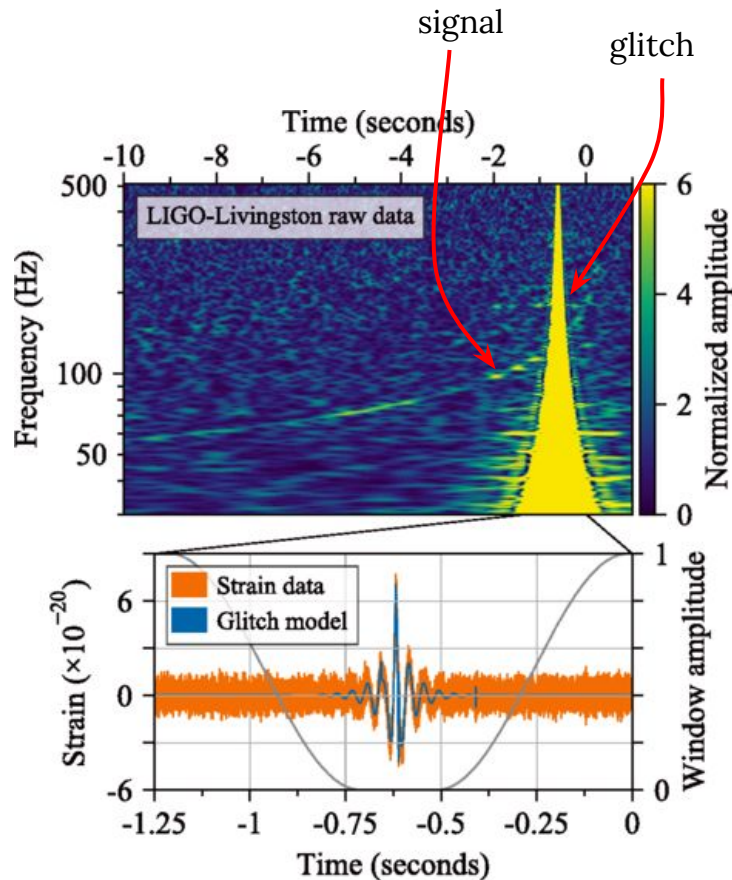 signal
glitch
Time (seconds)
-10 -8 -6 -4 -2 0
500
LIGO-Livingston raw data
100
50
Frequency (Hz)
6
4
2
0
Normalized amplitude
Strain data
Glitch model
6
0
-6
Strain (×10⁻²⁰)
1
0
Window amplitude
-1.25 -1 -0.75 -0.5 -0.25 0
Time (seconds)